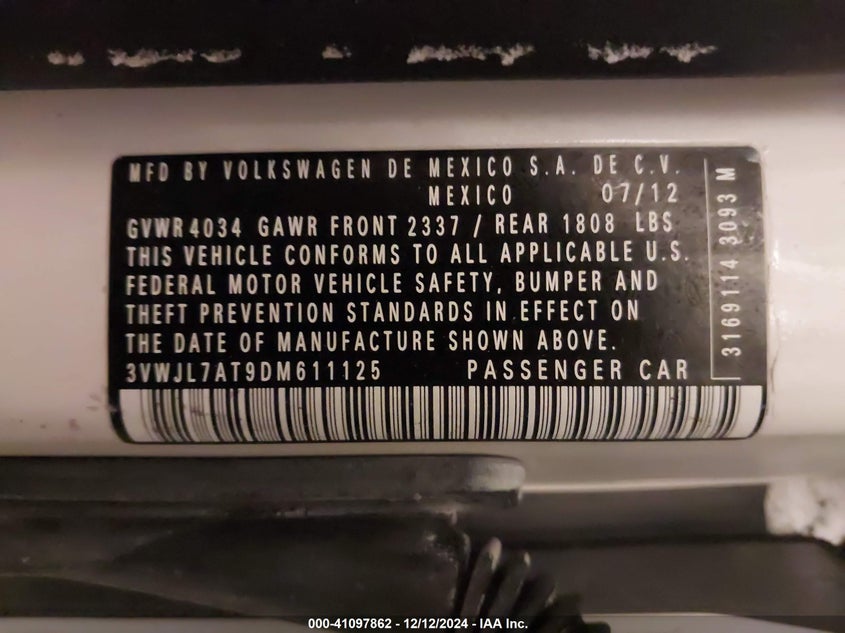 MFD BY VOLKSWAGEN DE MEXICO S.A. DE C.V.
MEXICO 07/12
GVWR 4034 GAWR FRONT 2337 / REAR 1808 LBS
THIS VEHICLE CONFORMS TO ALL APPLICABLE U.S.
FEDERAL MOTOR VEHICLE SAFETY, BUMPER AND
THEFT PREVENTION STANDARDS IN EFFECT ON
THE DATE OF MANUFACTURE SHOWN ABOVE.
3VWJL7AT9DM611125 PASSENGER CAR
3169114 3093 M
000-41097862 - 12/12/2024 - IAA Inc.